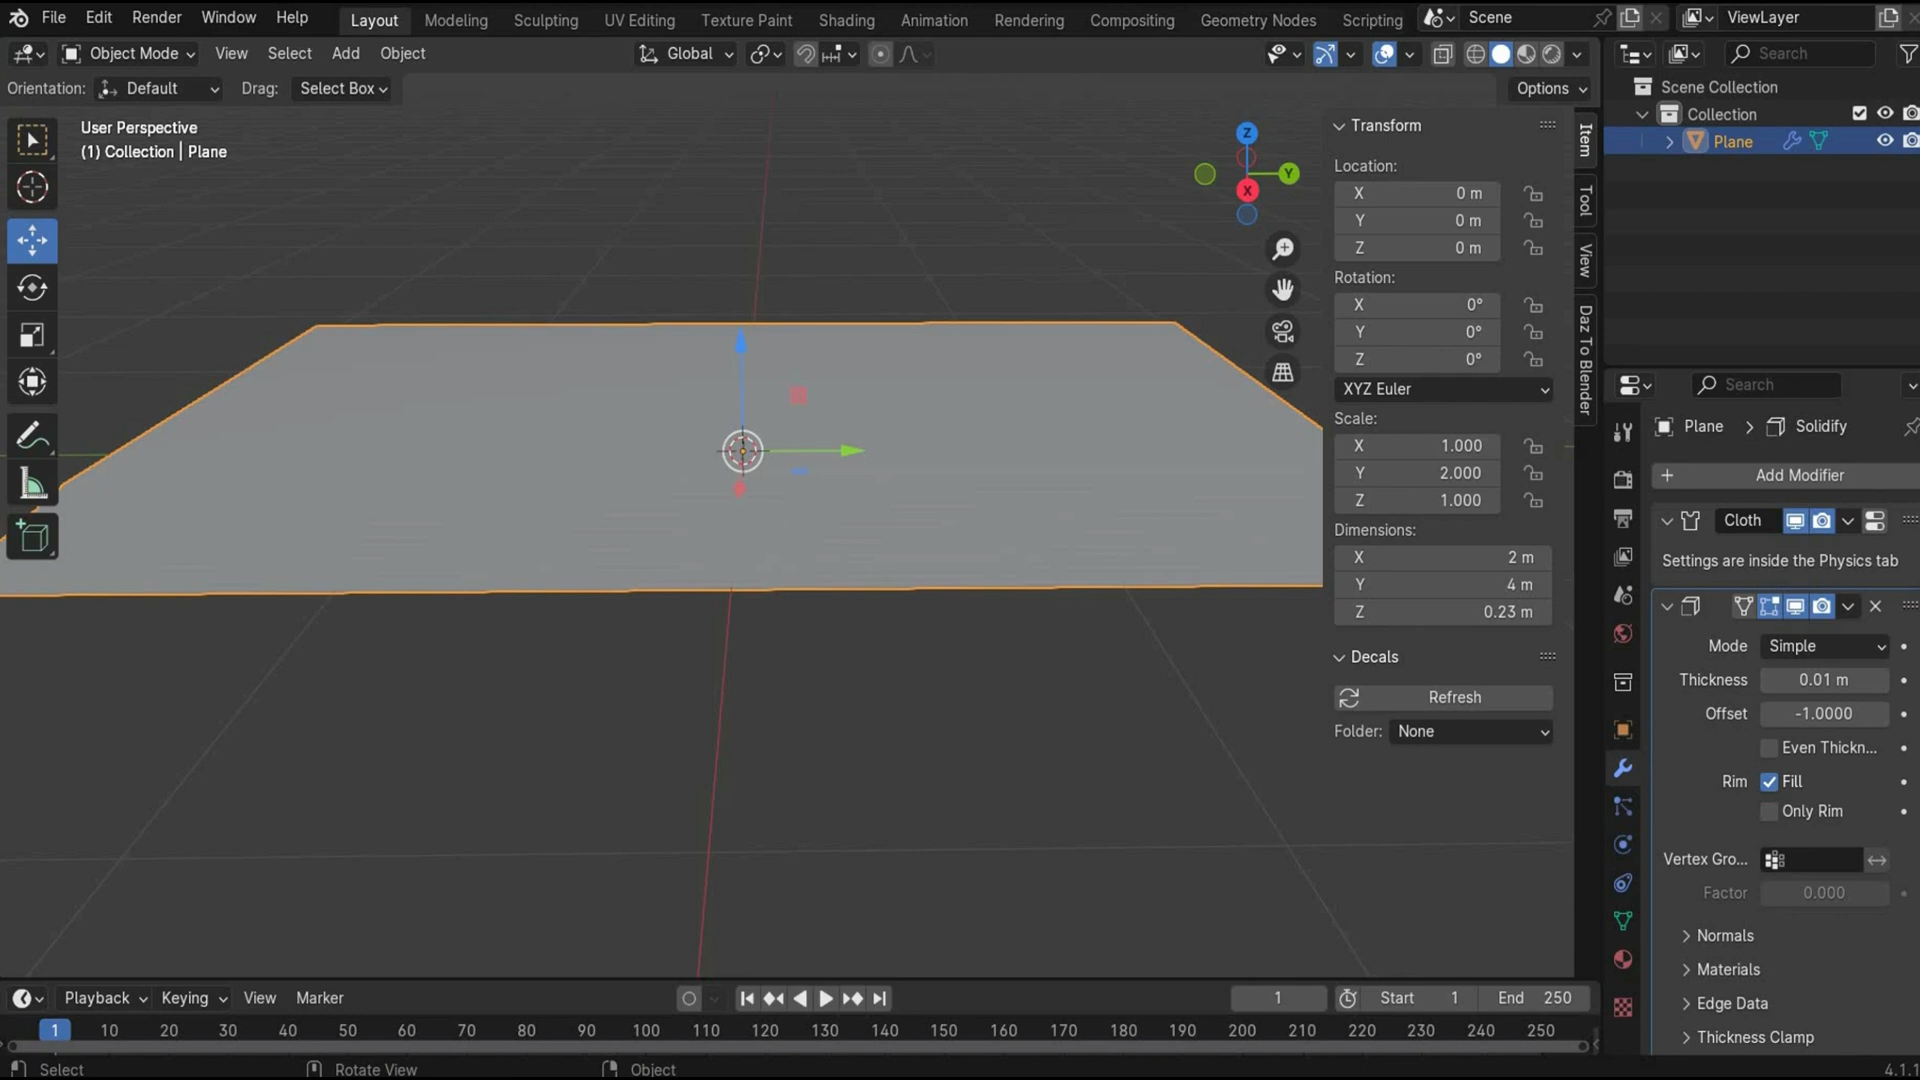 File Edit Render Window Help Layout Modeling Sculpting UV Editing Texture Paint Shading Animation Rendering Compositing Geometry Nodes Scripting Scene ViewLayer
Object Mode View Select Add Object Global Search
Orientation: Default Drag: Select Box Options
User Perspective
(1) Collection | Plane
Z
Y
X
Transform
Location:
X 0 m
Y 0 m
Z 0 m
Rotation:
X 0°
Y 0°
Z 0°
XYZ Euler
Scale:
X 1.000
Y 2.000
Z 1.000
Dimensions:
X 2 m
Y 4 m
Z 0.23 m
Decals
Refresh
Folder: None
Item
Tool
View
Daz To Blender
Scene Collection
Collection
Plane
Search
Plane > Solidify
+ Add Modifier
Cloth
Settings are inside the Physics tab
Mode Simple
Thickness 0.01 m
Offset -1.0000
Even Thickn...
Rim Fill
Only Rim
Vertex Gro...
Factor 0.000
Normals
Materials
Edge Data
Thickness Clamp
Playback Keying View Marker 1 Start 1 End 250
1 10 20 30 40 50 60 70 80 90 100 110 120 130 140 150 160 170 180 190 200 210 220 230 240 250
Select Rotate View Object 4.1.1